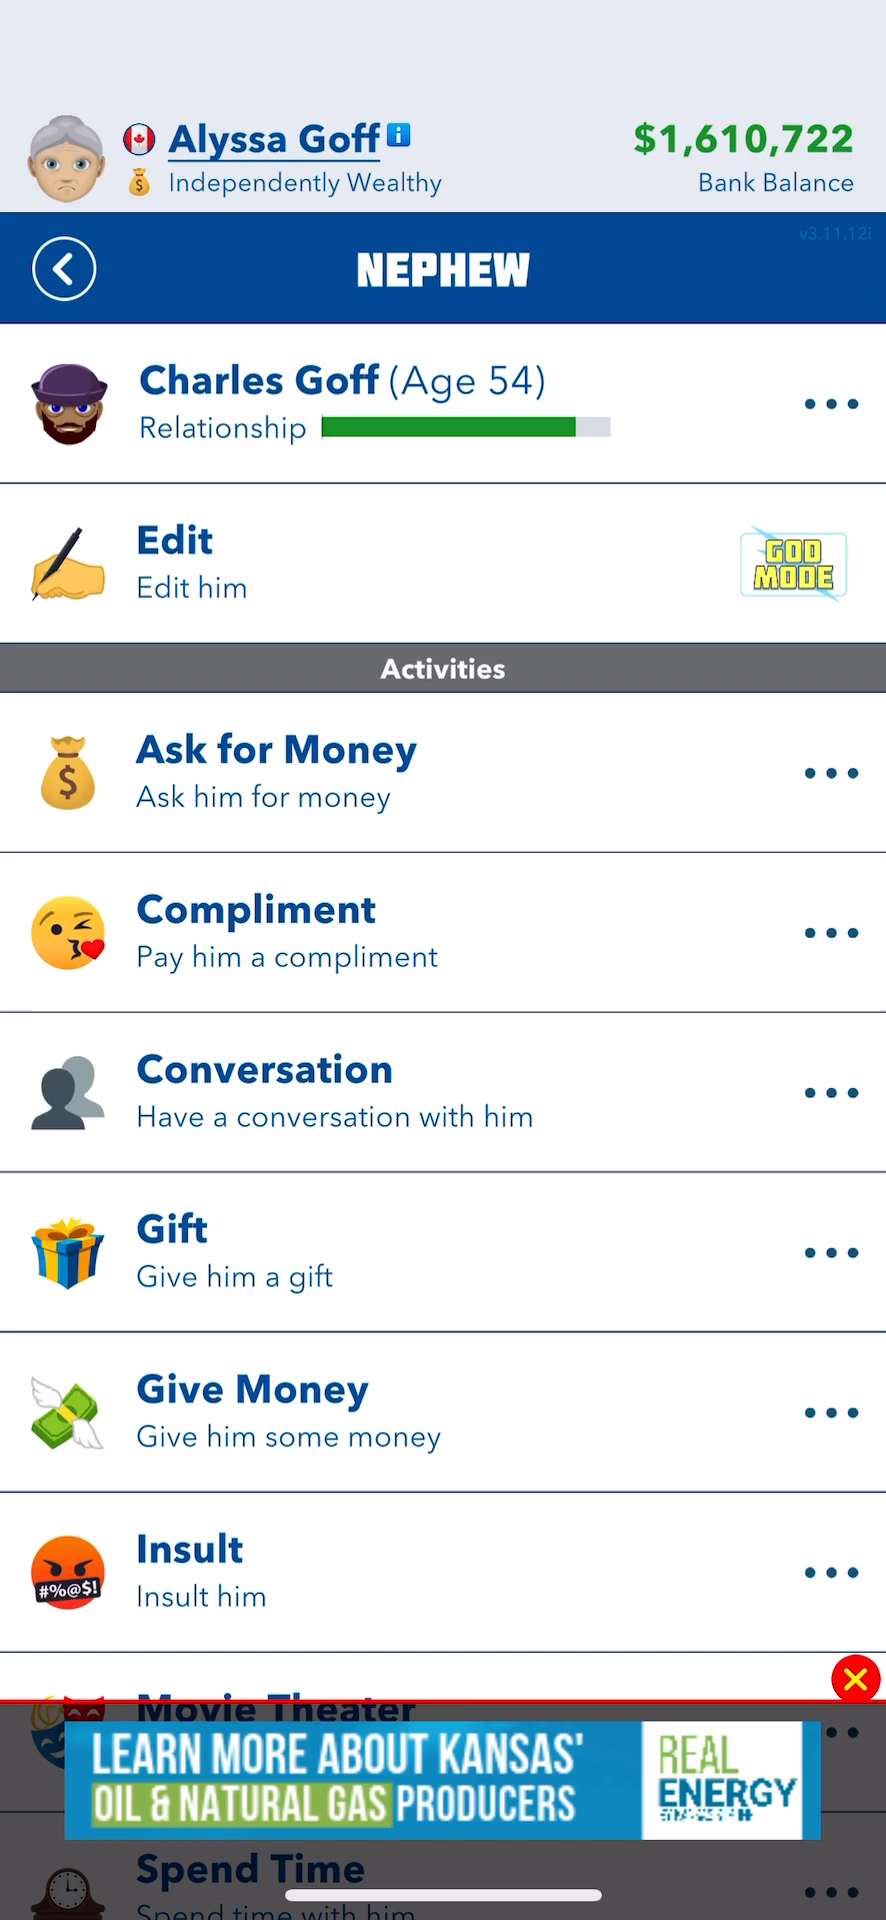 Alyssa Goff
$1,610,722
Independently Wealthy
Bank Balance
v3.11.12i
NEPHEW
Charles Goff (Age 54)
Relationship
Edit
Edit him
GOD
MODE
Activities
Ask for Money
Ask him for money
Compliment
Pay him a compliment
Conversation
Have a conversation with him
Gift
Give him a gift
Give Money
Give him some money
#%@$!
Insult
Insult him
Movie Theater
LEARN MORE ABOUT KANSAS'
OIL & NATURAL GAS PRODUCERS
REAL
ENERGY
Spend Time
Spend time with him